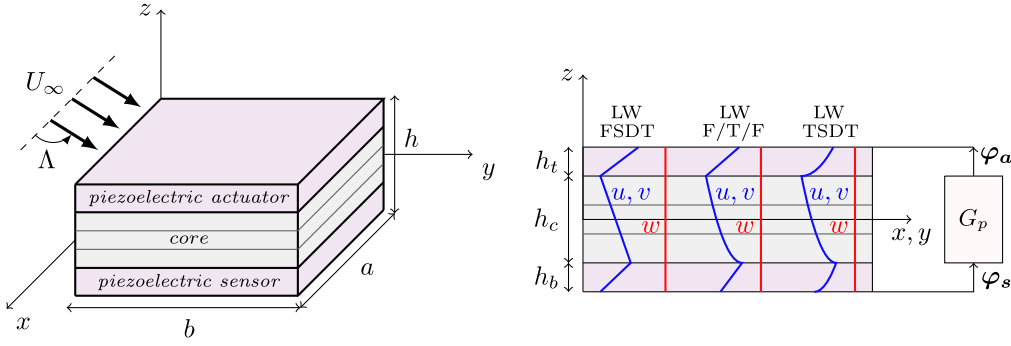 z
U∞
Λ
h
y
piezoelectric actuator
core
piezoelectric sensor
a
x
b
z
LW
FSDT
LW
F/T/F
LW
TSDT
h_t
φ_a
u, v
u, v
u, v
h_c
w
w
w
x, y
G_p
h_b
φ_s